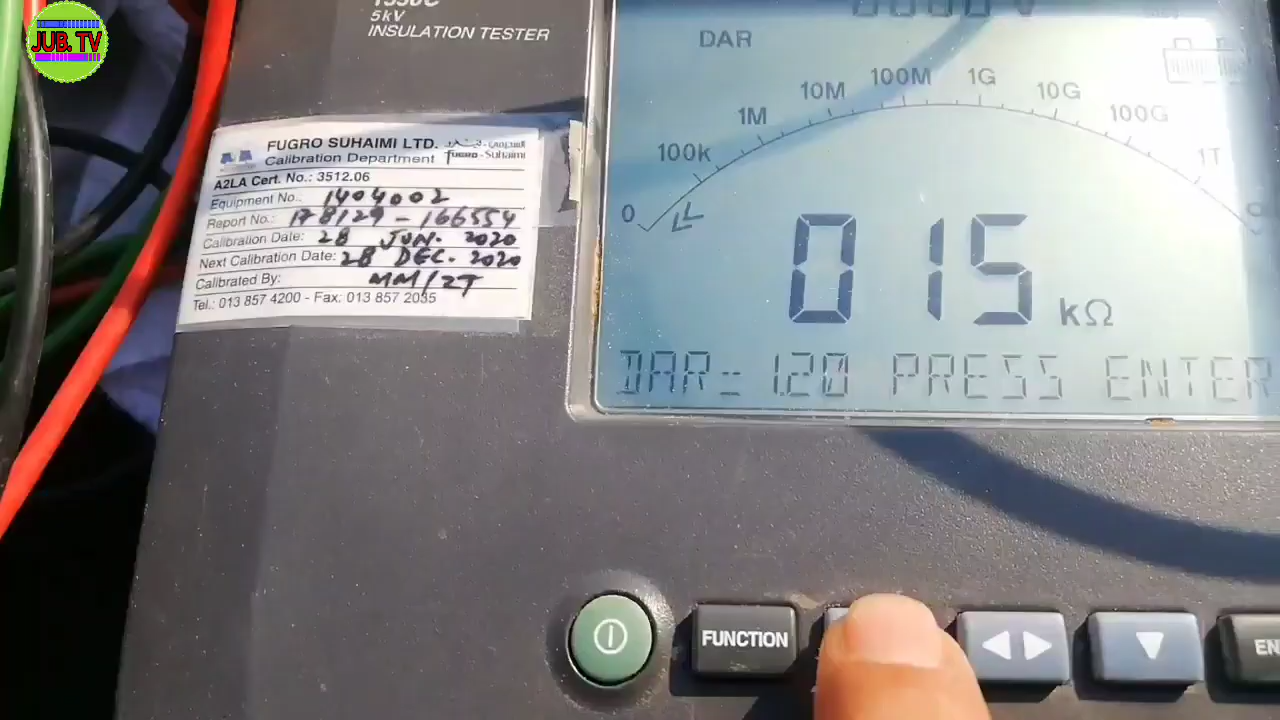 JUB. TV
5kV
INSULATION TESTER
FUGRO SUHAIMI LTD.
Calibration Department fugro-Suhaimi
A2LA Cert. No.: 3512.06
Equipment No.. 1404002
Report No.: 178129-166554
Calibration Date: 28 JUN. 2020
Next Calibration Date: 28 DEC. 2020
Calibrated By: MM/ZT
Tel.: 013 857 4200 - Fax: 013 857 2035
DAR
0 100k 1M 10M 100M 1G 10G 100G 1T
015 kΩ
DAR= 1.20 PRESS ENTER
FUNCTION
EN